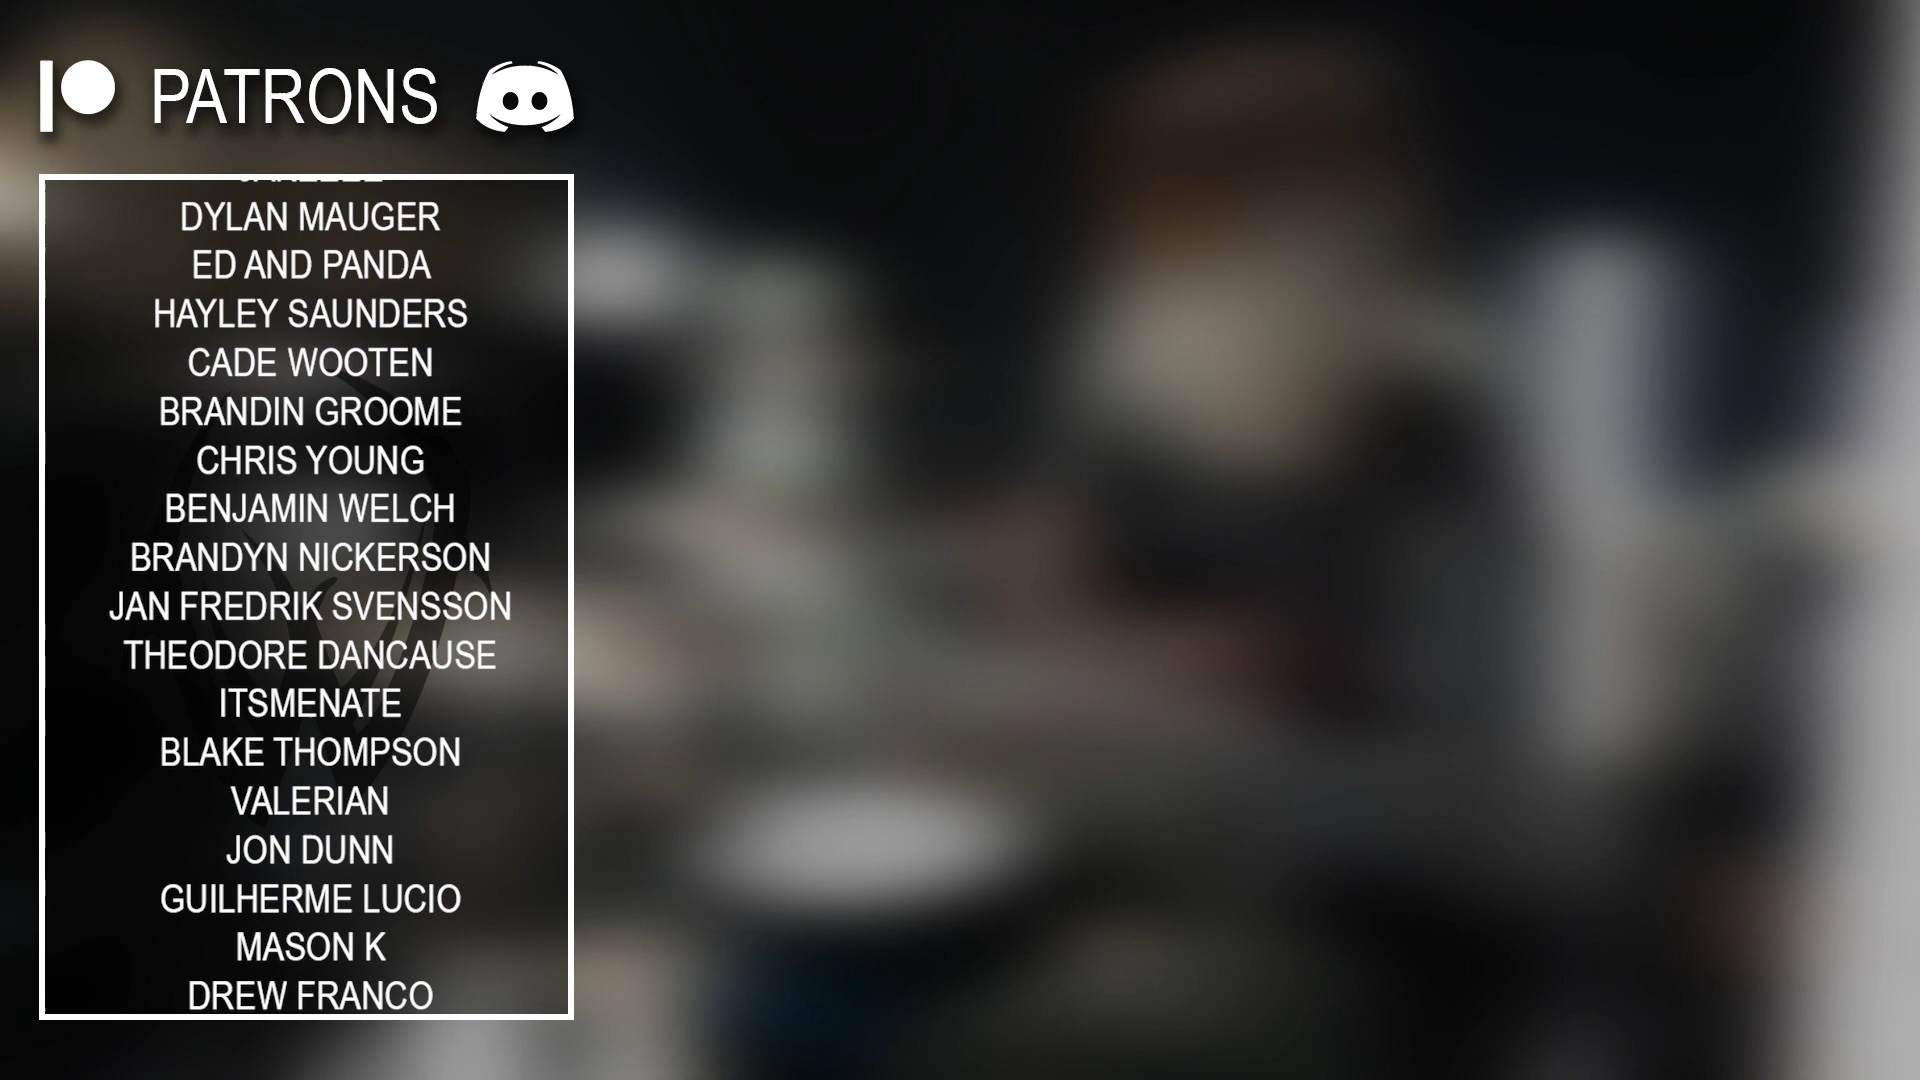 PATRONS
DYLAN MAUGER
ED AND PANDA
HAYLEY SAUNDERS
CADE WOOTEN
BRANDIN GROOME
CHRIS YOUNG
BENJAMIN WELCH
BRANDYN NICKERSON
JAN FREDRIK SVENSSON
THEODORE DANCAUSE
ITSMENATE
BLAKE THOMPSON
VALERIAN
JON DUNN
GUILHERME LUCIO
MASON K
DREW FRANCO